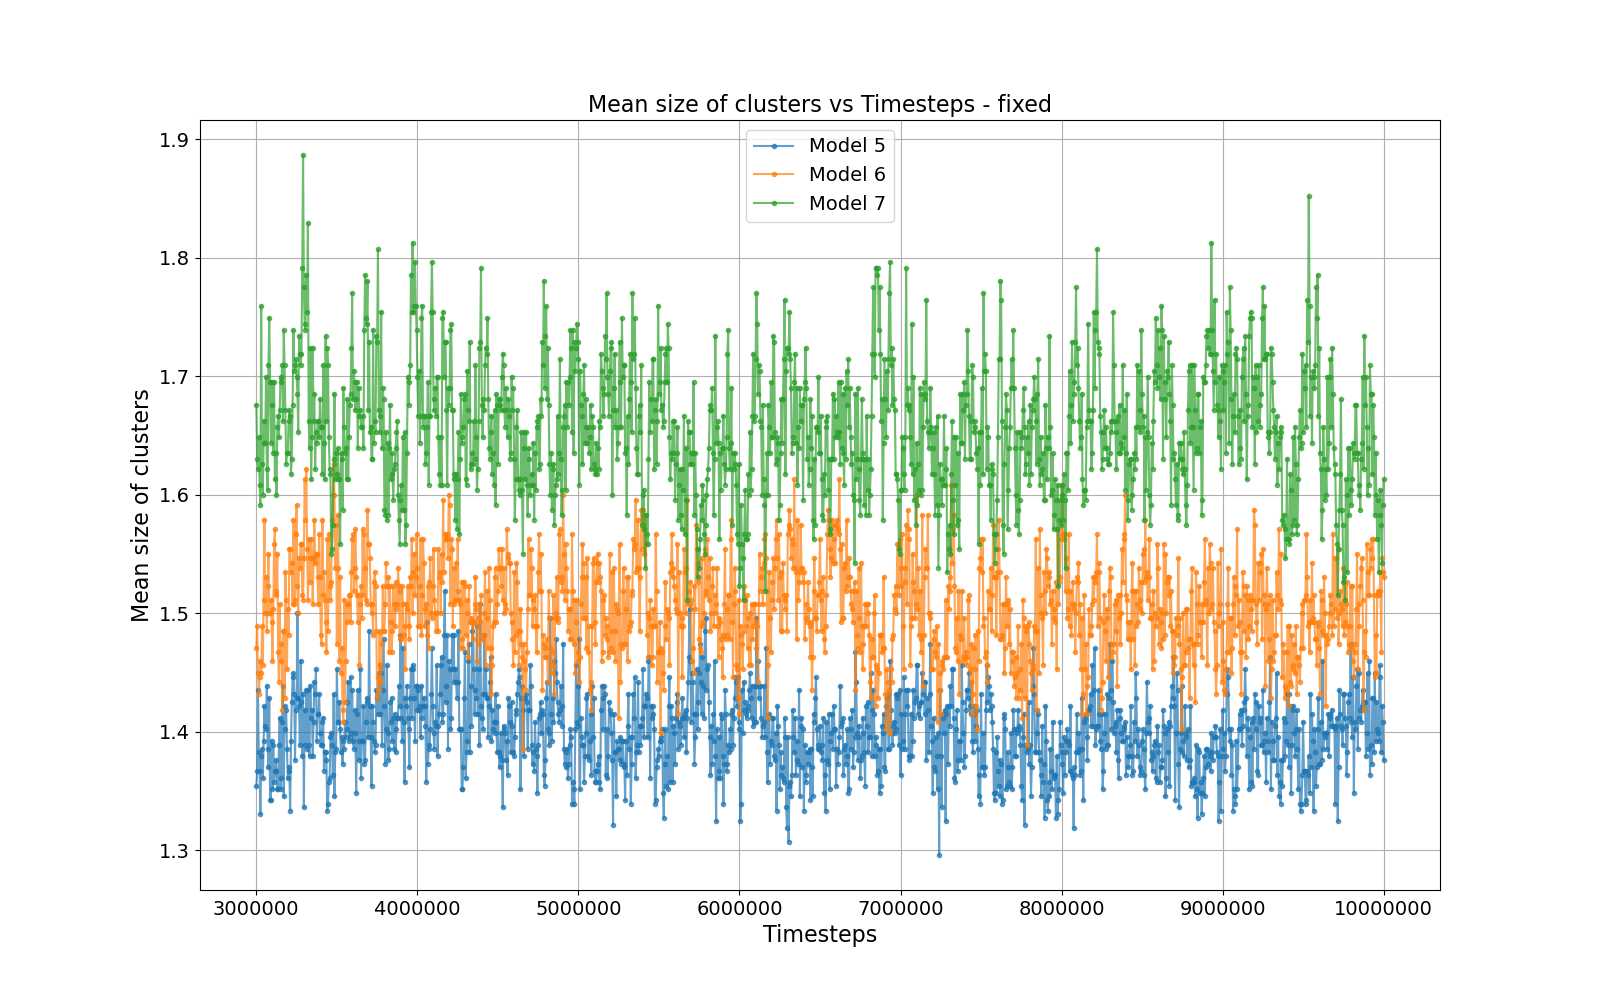 Mean size of clusters vs Timesteps - fixed
Model 5
Model 6
Model 7
Mean size of clusters
1.9
1.8
1.7
1.6
1.5
1.4
1.3
3000000 4000000 5000000 6000000 7000000 8000000 9000000 10000000
Timesteps